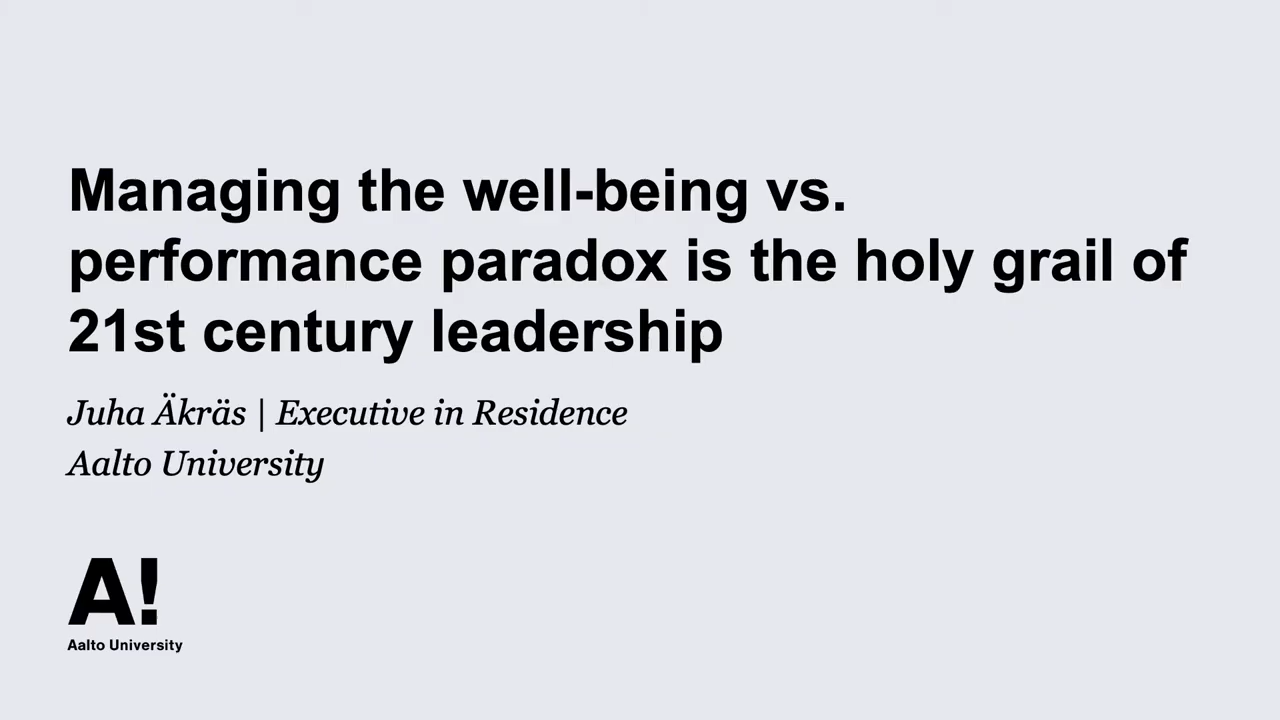 Managing the well-being vs.
performance paradox is the holy grail of
21st century leadership
Juha Äkräs | Executive in Residence
Aalto University
A!
Aalto University